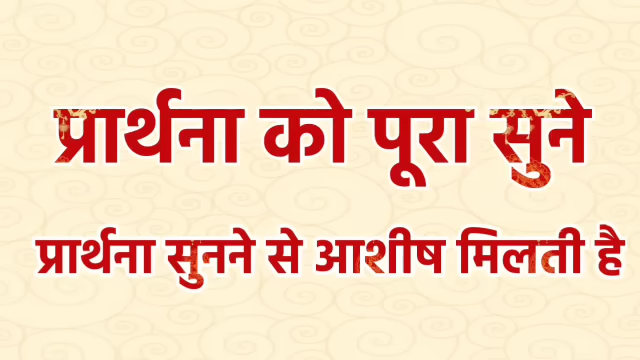 प्रार्थना को पूरा सुने
प्रार्थना सुनने से आशीष मिलती है